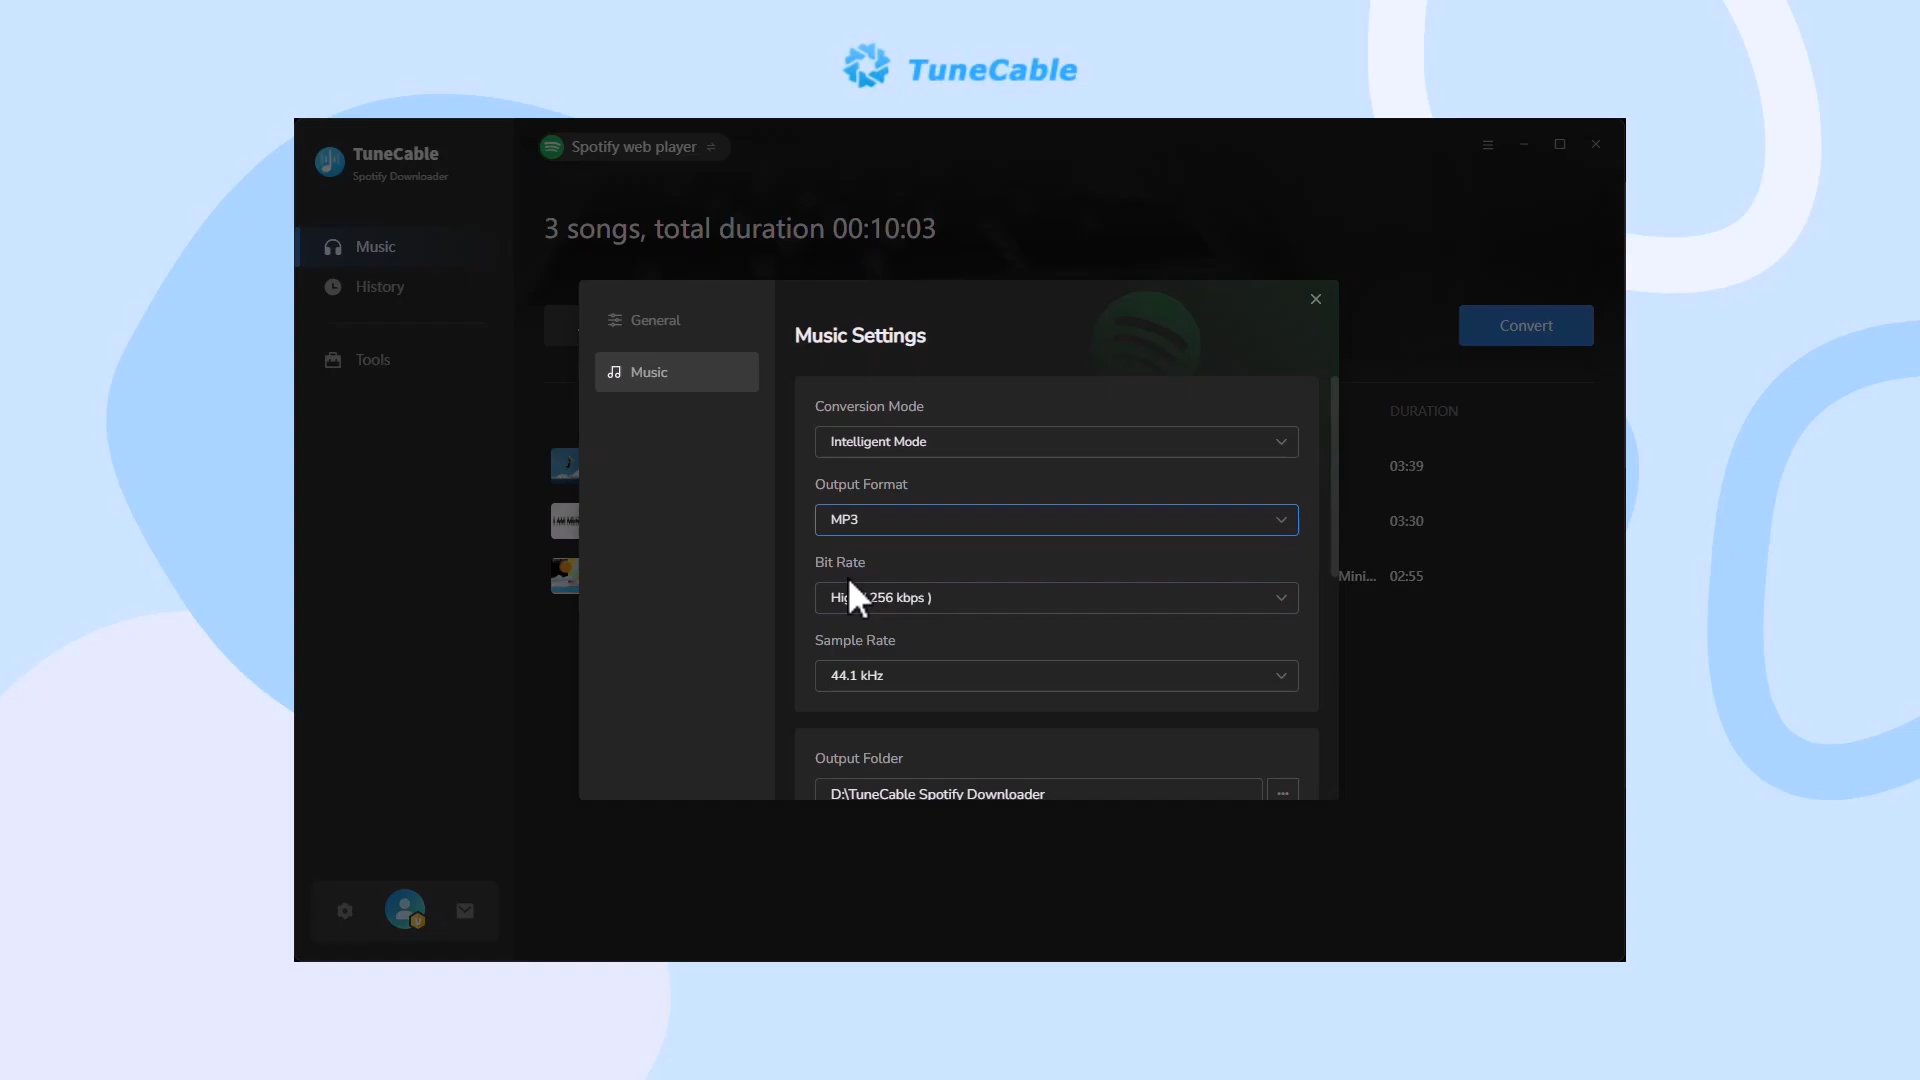 TuneCable
TuneCable
Spotify Downloader
Spotify web player
3 songs, total duration 00:10:03
Music
History
Tools
Convert
DURATION
03:39
03:30
Mini... 02:55
General
Music
Music Settings
Conversion Mode
Intelligent Mode
Output Format
MP3
Bit Rate
256 kbps )
Sample Rate
44.1 kHz
Output Folder
D:\TuneCable Spotify Downloader
...